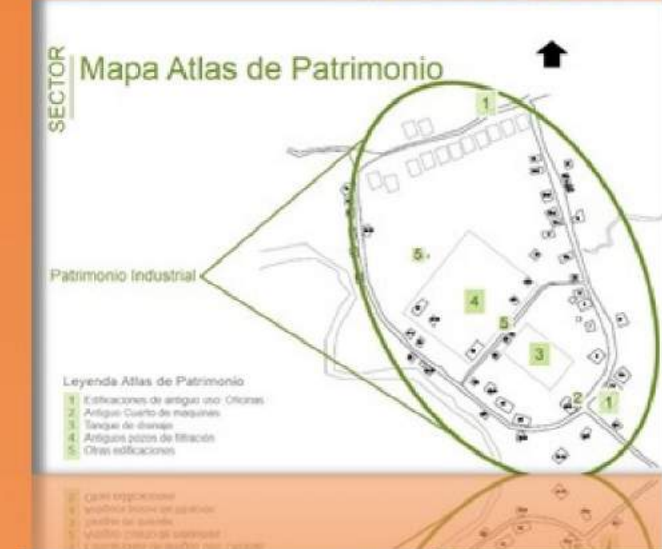 SECTOR
Mapa Atlas de Patrimonio
1
5.
4
5
3
2
1
Patrimonio Industrial
Leyenda Atlas de Patrimonio
1 Edificaciones de antiguo uso: Oficinas
2 Antiguo Cuarto de maquinas
3 Tanque de drenaje
4 Antiguos pozos de filtración
5 Otras edificaciones